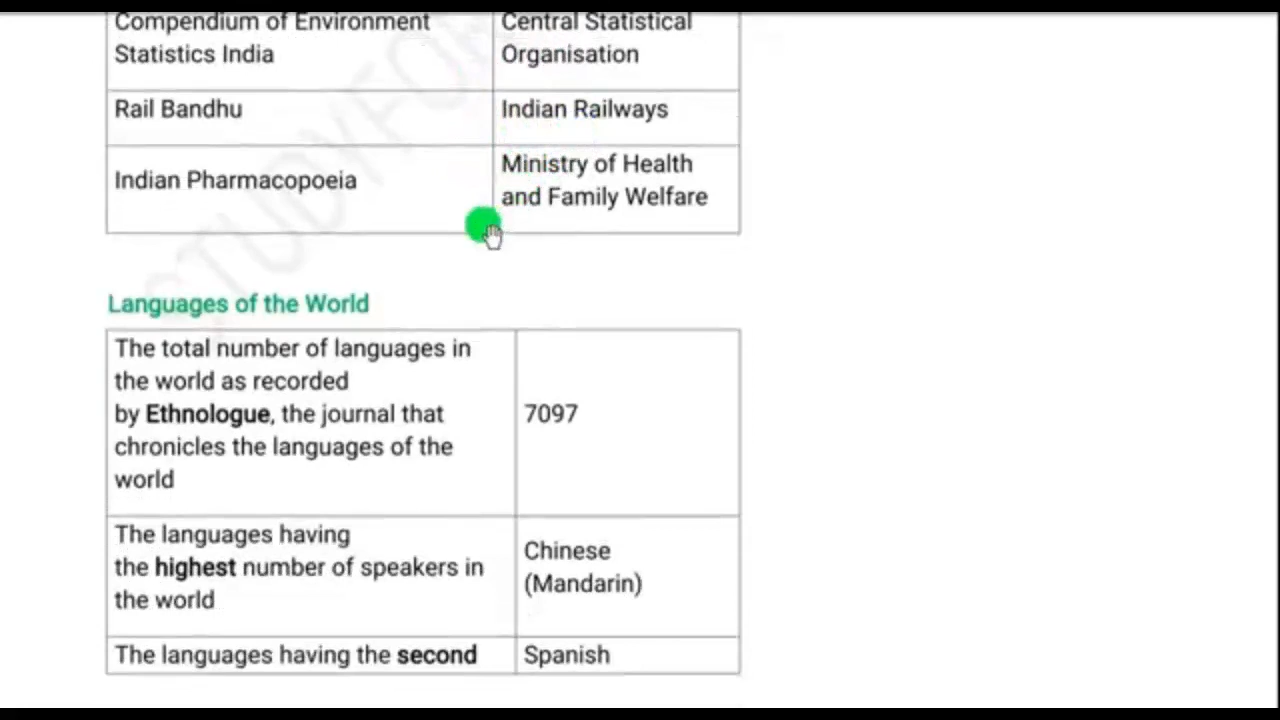 Compendium of Environment
Statistics India
Central Statistical
Organisation
Rail Bandhu
Indian Railways
Indian Pharmacopoeia
Ministry of Health
and Family Welfare
Languages of the World
The total number of languages in
the world as recorded
by Ethnologue, the journal that
chronicles the languages of the
world
7097
The languages having
the highest number of speakers in
the world
Chinese
(Mandarin)
The languages having the second
Spanish